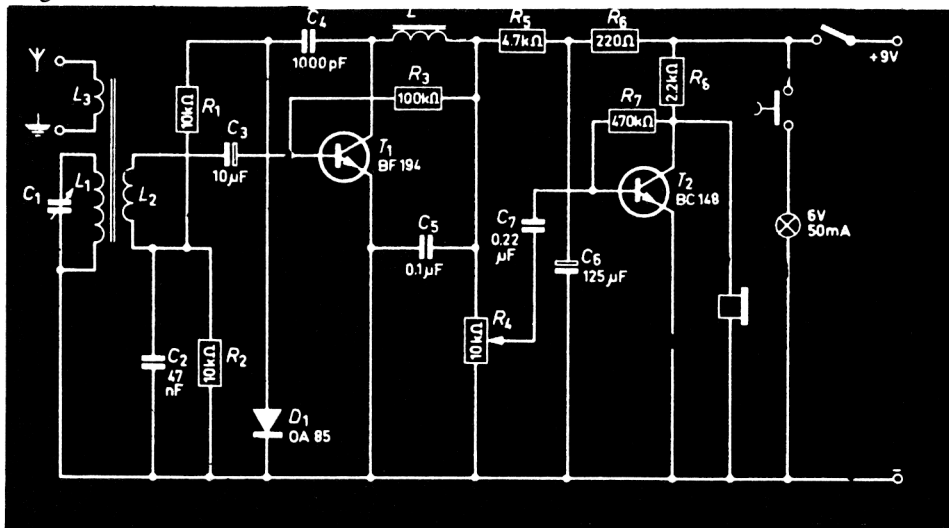 C4
1000pF
L
R5
4.7kΩ
R6
220Ω
+9V
L3
10kΩ
R1
R3
100kΩ
R7
470kΩ
2.2kΩ
R8
C3
10µF
T1
BF 194
T2
BC 148
C1
L1
L2
C7
0.22
µF
6V
50mA
C5
0.1µF
C6
125µF
R4
10kΩ
C2
47
nF
10kΩ
R2
D1
OA 85